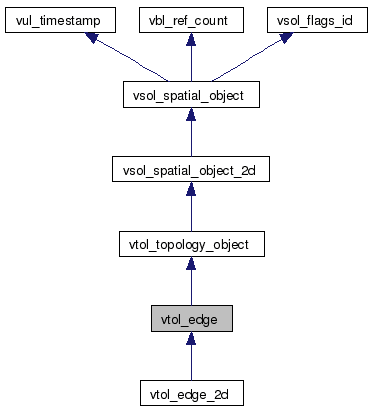 vul_timestamp vbl_ref_count vsol_flags_id
vsol_spatial_object
vsol_spatial_object_2d
vtol_topology_object
vtol_edge
vtol_edge_2d